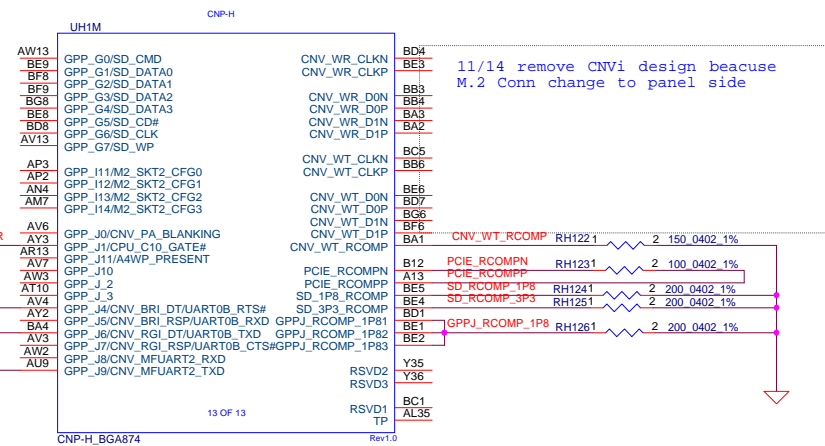 CNP-H
UH1M
11/14 remove CNVi design beacuse
M.2 Conn change to panel side
AW13 GPP_G0/SD_CMD
BE9 GPP_G1/SD_DATA0
BF8 GPP_G2/SD_DATA1
BF9 GPP_G3/SD_DATA2
BG8 GPP_G4/SD_DATA3
BE8 GPP_G5/SD_CD#
BD8 GPP_G6/SD_CLK
AV13 GPP_G7/SD_WP
AP3 GPP_I11/M2_SKT2_CFG0
AP2 GPP_I12/M2_SKT2_CFG1
AN4 GPP_I13/M2_SKT2_CFG2
AM7 GPP_I14/M2_SKT2_CFG3
AV6 GPP_J0/CNV_PA_BLANKING
R AY3 GPP_J1/CPU_C10_GATE#
AR13 GPP_J11/A4WP_PRESENT
AV7 GPP_J10
AW3 GPP_J_2
AT10 GPP_J_3
AV4 GPP_J4/CNV_BRI_DT/UART0B_RTS#
AY2 GPP_J5/CNV_BRI_RSP/UART0B_RXD
BA4 GPP_J6/CNV_RGI_DT/UART0B_TXD
AV3 GPP_J7/CNV_RGI_RSP/UART0B_CTS#
AW2 GPP_J8/CNV_MFUART2_RXD
AU9 GPP_J9/CNV_MFUART2_TXD
CNV_WR_CLKN BD4
CNV_WR_CLKP BE3
CNV_WR_D0N BB3
CNV_WR_D0P BB4
CNV_WR_D1N BA3
CNV_WR_D1P BA2
CNV_WT_CLKN BC5
CNV_WT_CLKP BB6
CNV_WT_D0N BE6
CNV_WT_D0P BD7
CNV_WT_D1N BG6
CNV_WT_D1P BF6
CNV_WT_RCOMP BA1 CNV_WT_RCOMP RH122 1 2 150_0402_1%
PCIE_RCOMPN B12 PCIE_RCOMPN RH123 1 2 100_0402_1%
PCIE_RCOMPP A13 PCIE_RCOMPP
SD_1P8_RCOMP BE5 SD_RCOMP_1P8 RH124 1 2 200_0402_1%
SD_3P3_RCOMP BE4 SD_RCOMP_3P3 RH125 1 2 200_0402_1%
GPPJ_RCOMP_1P81 BD1
GPPJ_RCOMP_1P82 BE1 GPPJ_RCOMP_1P8 RH126 1 2 200_0402_1%
GPPJ_RCOMP_1P83 BE2
RSVD2 Y35
RSVD3 Y36
RSVD1 BC1
TP AL35
13 OF 13
CNP-H_BGA874
Rev1.0